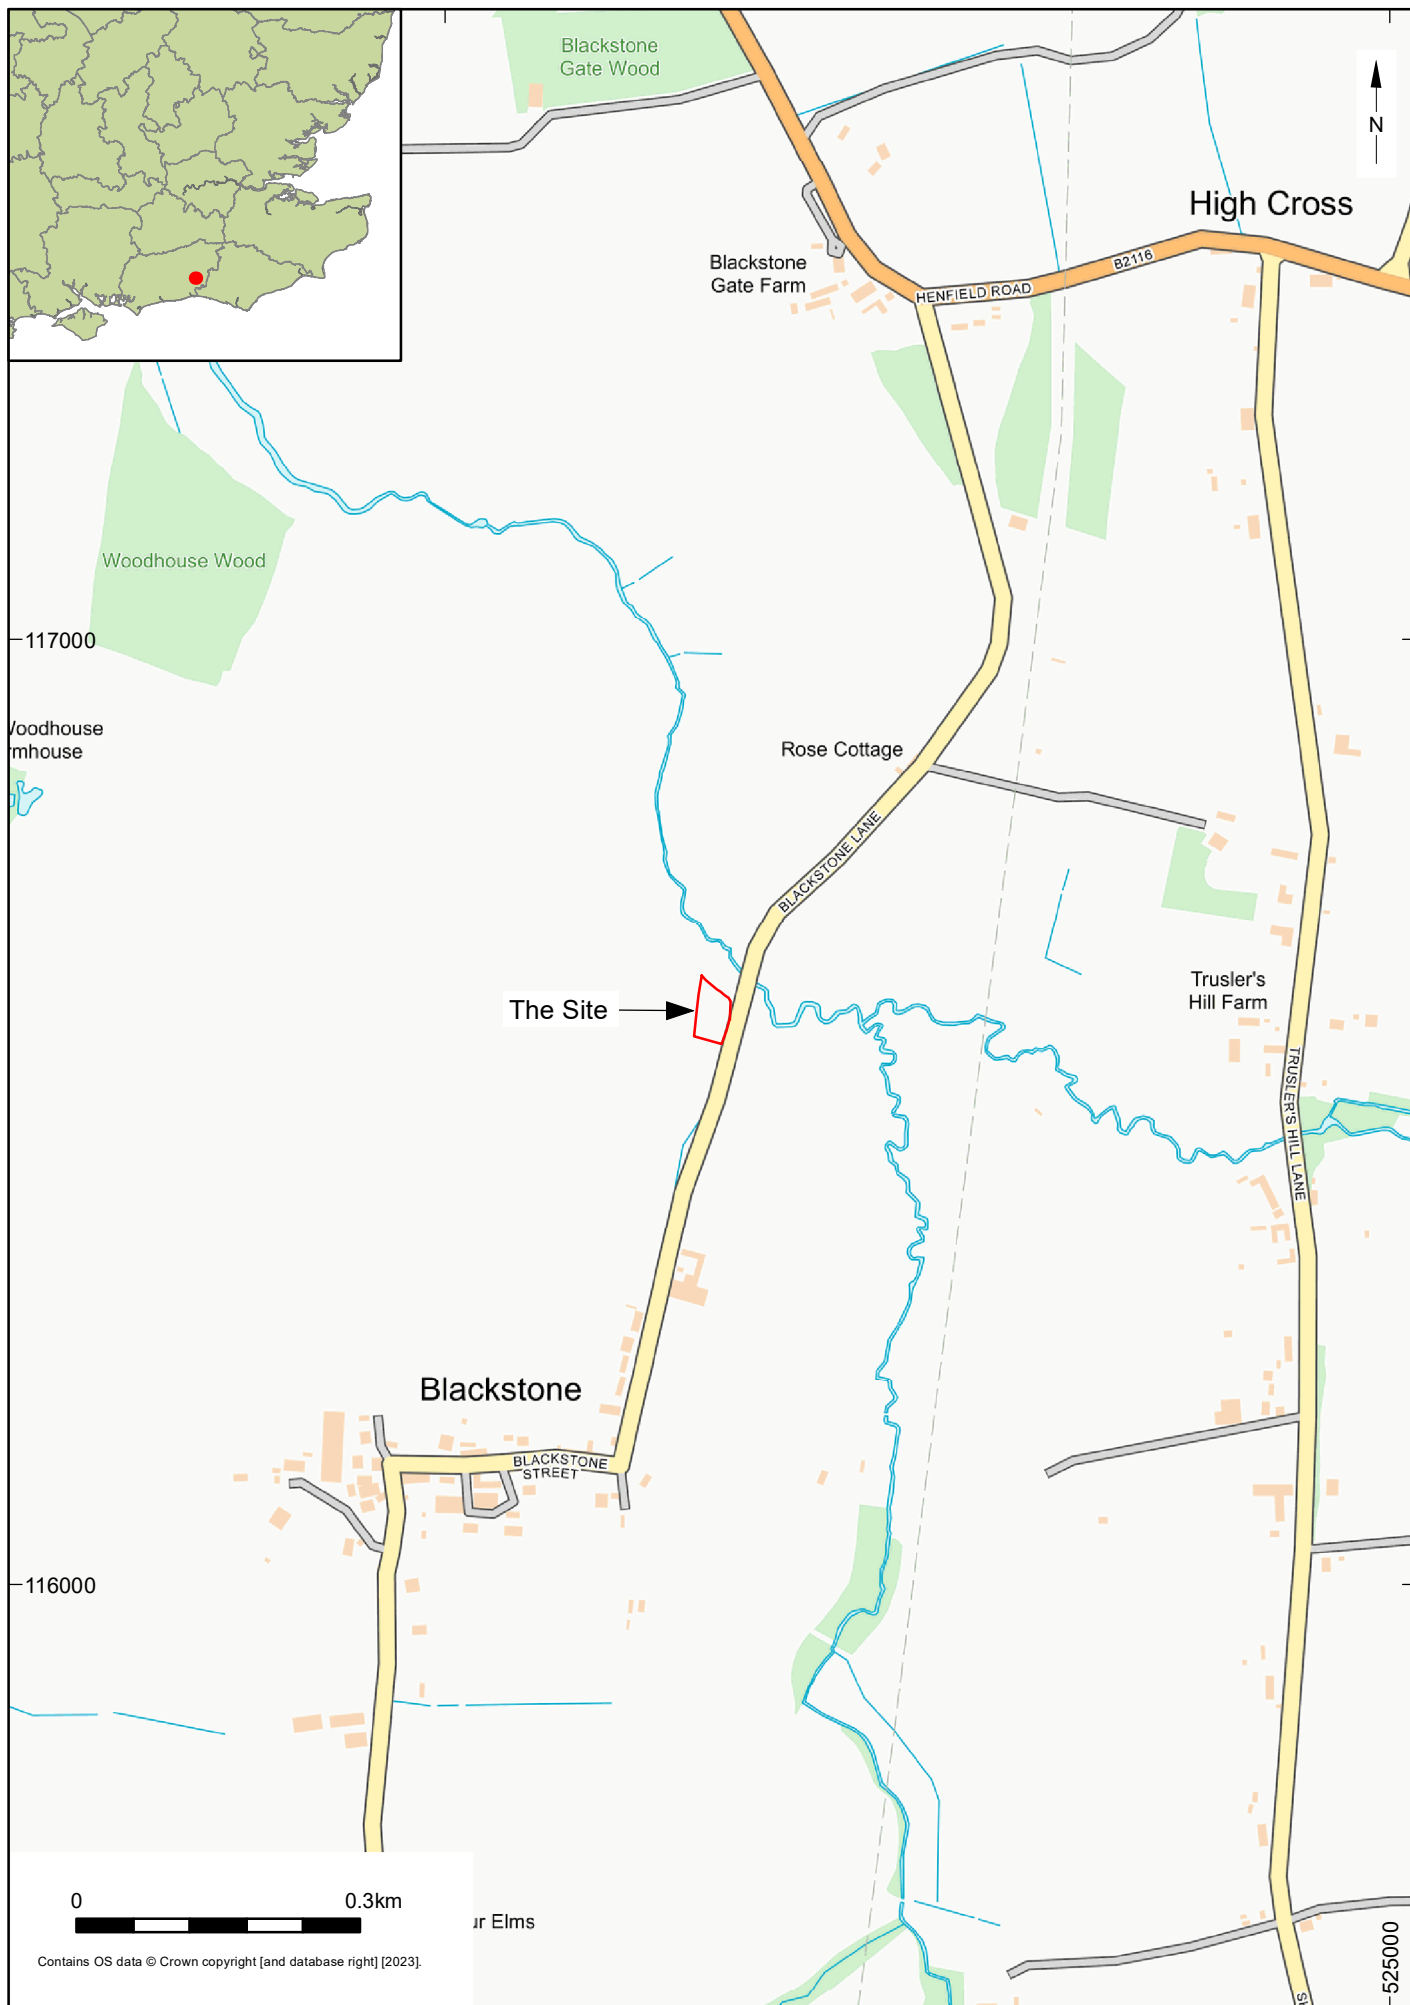 Blackstone
Gate Wood
N
High Cross
B2116
Blackstone
Gate Farm
HENFIELD ROAD
Woodhouse Wood
117000
Rose Cottage
BLACKSTONE LANE
Trusler's
Hill Farm
The Site
TRUSLER'S HILL LANE
Blackstone
BLACKSTONE
STREET
116000
0 0.3km
Elms
Contains OS data © Crown copyright [and database right] [2023].
525000